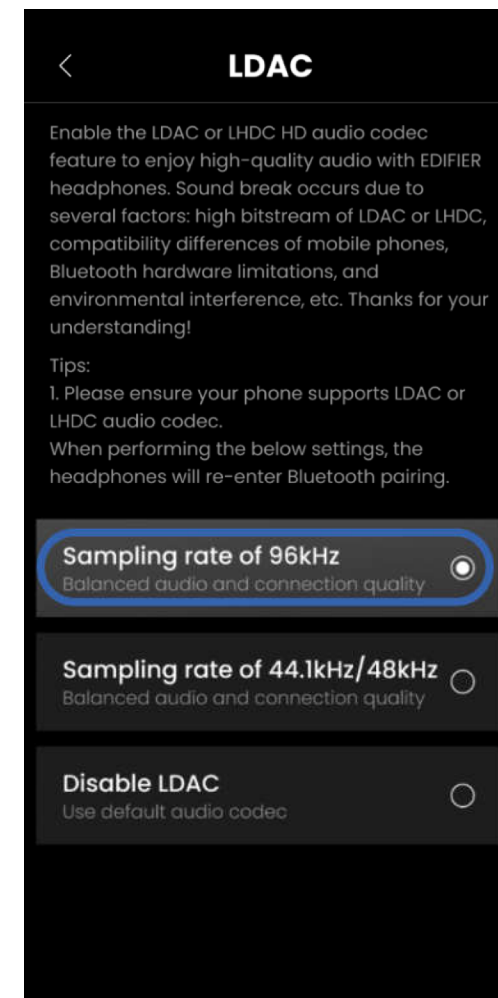 LDAC
Enable the LDAC or LHDC HD audio codec
feature to enjoy high-quality audio with EDIFIER
headphones. Sound break occurs due to
several factors: high bitstream of LDAC or LHDC,
compatibility differences of mobile phones,
Bluetooth hardware limitations, and
environmental interference, etc. Thanks for your
understanding!
Tips:
1. Please ensure your phone supports LDAC or
LHDC audio codec.
When performing the below settings, the
headphones will re-enter Bluetooth pairing.
Sampling rate of 96kHz
Balanced audio and connection quality
Sampling rate of 44.1kHz/48kHz
Balanced audio and connection quality
Disable LDAC
Use default audio codec